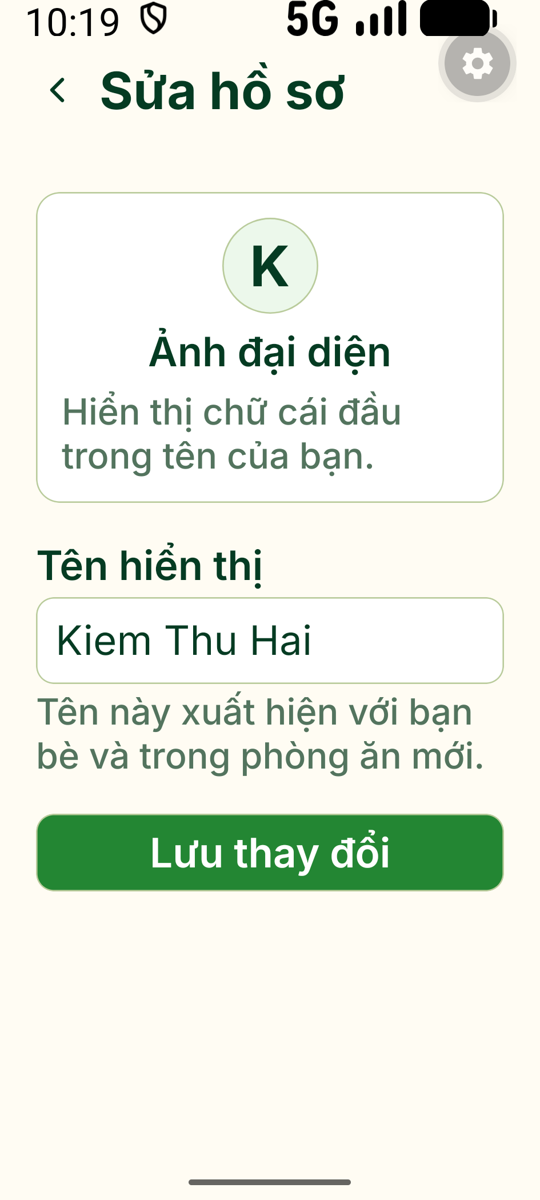 10:19
5G
Sửa hồ sơ
K
Ảnh đại diện
Hiển thị chữ cái đầu
trong tên của bạn.
Tên hiển thị
Kiem Thu Hai
Tên này xuất hiện với bạn
bè và trong phòng ăn mới.
Lưu thay đổi